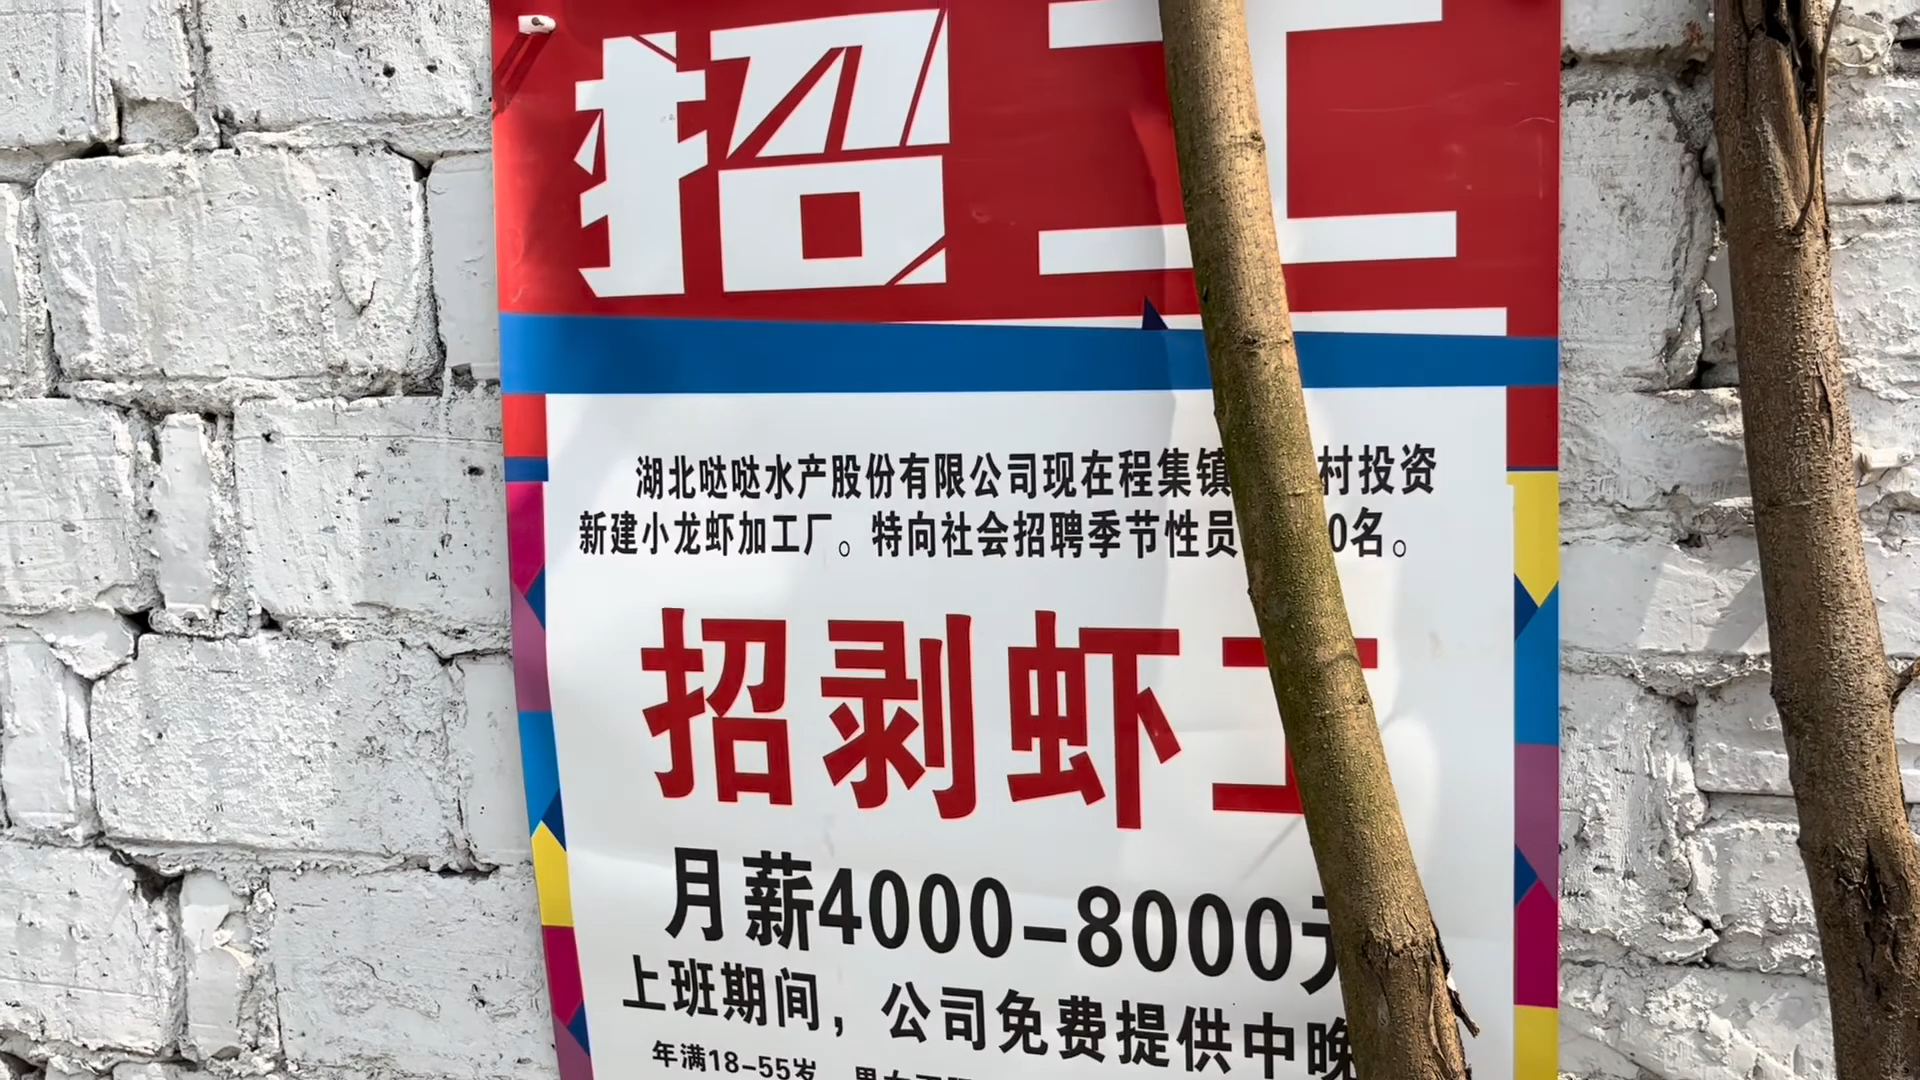 招工
湖北哒哒水产股份有限公司现在程集镇 村投资
新建小龙虾加工厂。特向社会招聘季节性员 0名。
招剥虾工
月薪4000-8000元
上班期间，公司免费提供中晚
年满18-55岁